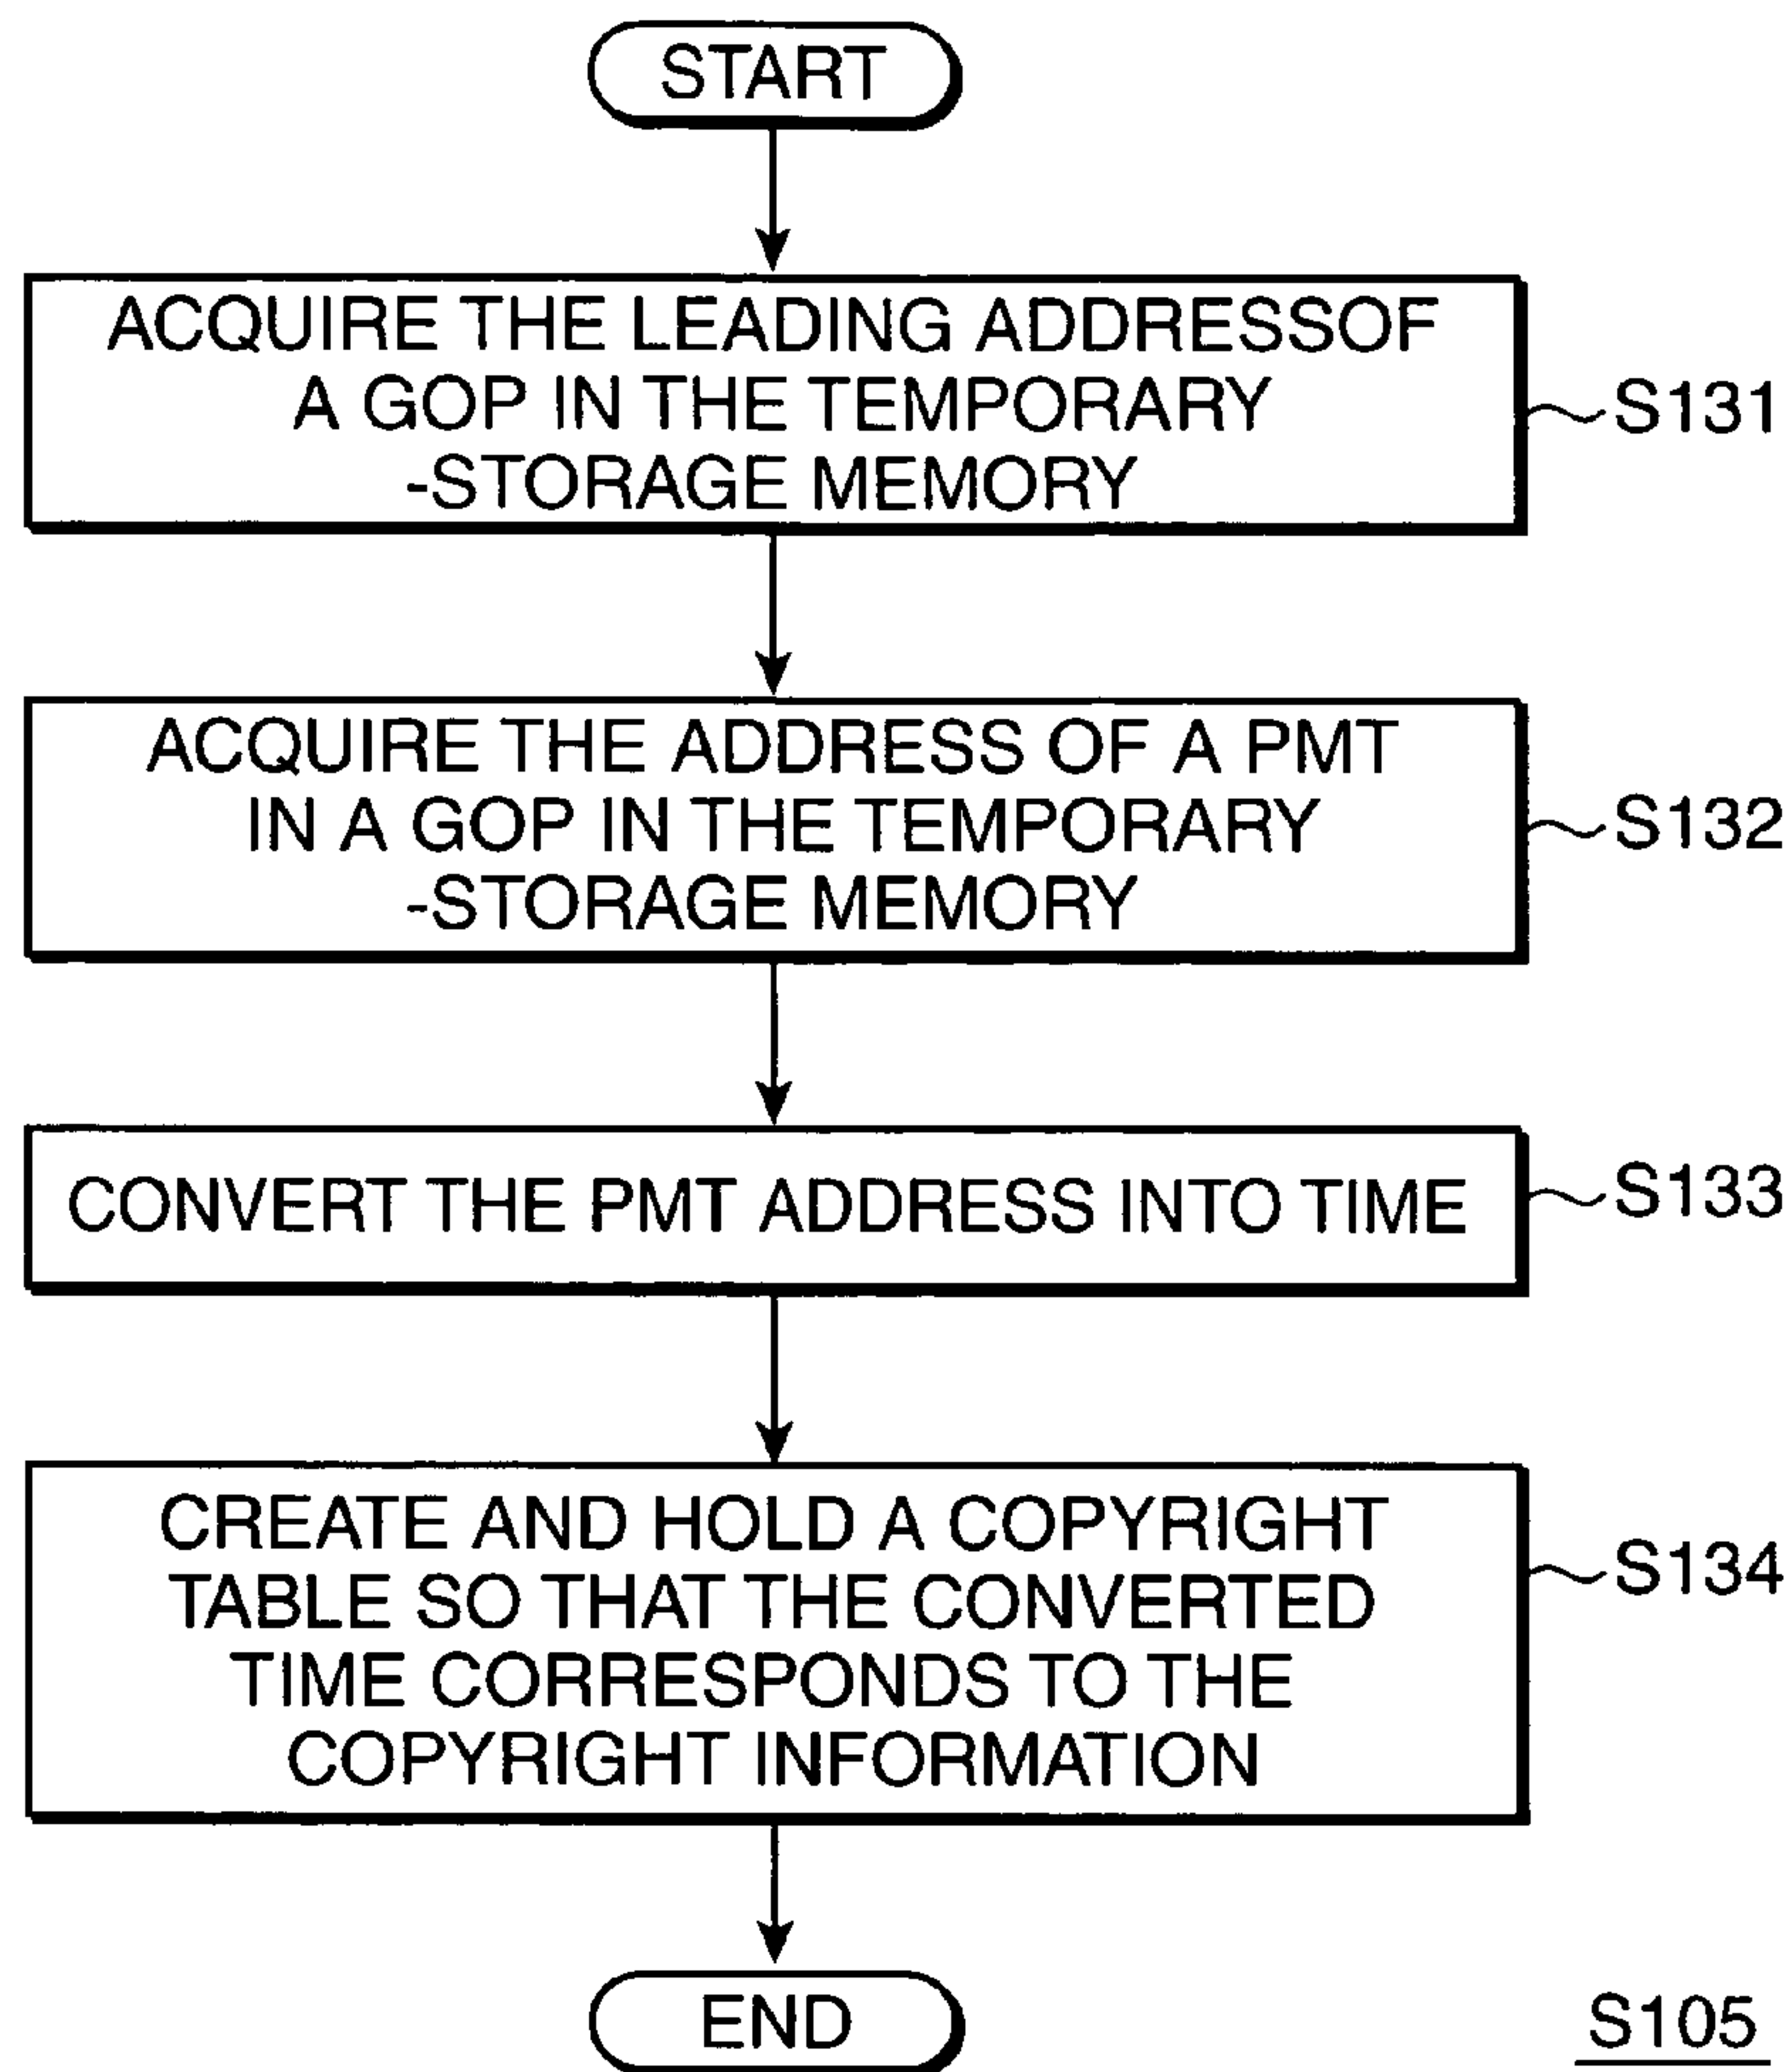 START
ACQUIRE THE LEADING ADDRESSOF
A GOP IN THE TEMPORARY
-STORAGE MEMORY
S131
ACQUIRE THE ADDRESS OF A PMT
IN A GOP IN THE TEMPORARY
-STORAGE MEMORY
S132
CONVERT THE PMT ADDRESS INTO TIME
S133
CREATE AND HOLD A COPYRIGHT
TABLE SO THAT THE CONVERTED
TIME CORRESPONDS TO THE
COPYRIGHT INFORMATION
S134
END
S105